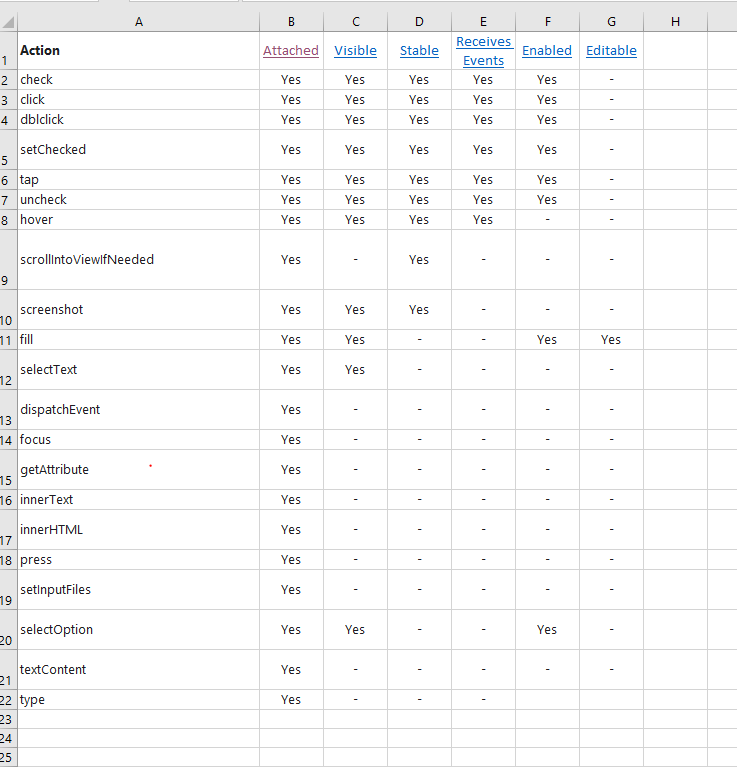 A B C D E F G H
1 Action Attached Visible Stable Receives Events Enabled Editable
2 check Yes Yes Yes Yes Yes -
3 click Yes Yes Yes Yes Yes -
4 dblclick Yes Yes Yes Yes Yes -
5 setChecked Yes Yes Yes Yes Yes -
6 tap Yes Yes Yes Yes Yes -
7 uncheck Yes Yes Yes Yes Yes -
8 hover Yes Yes Yes Yes - -
9 scrollIntoViewIfNeeded Yes - Yes - - -
10 screenshot Yes Yes Yes - - -
11 fill Yes Yes - - Yes Yes
12 selectText Yes Yes - - - -
13 dispatchEvent Yes - - - - -
14 focus Yes - - - - -
15 getAttribute Yes - - - - -
16 innerText Yes - - - - -
17 innerHTML Yes - - - - -
18 press Yes - - - - -
19 setInputFiles Yes - - - - -
20 selectOption Yes Yes - - Yes -
21 textContent Yes - - - - -
22 type Yes - - -
23
24
25